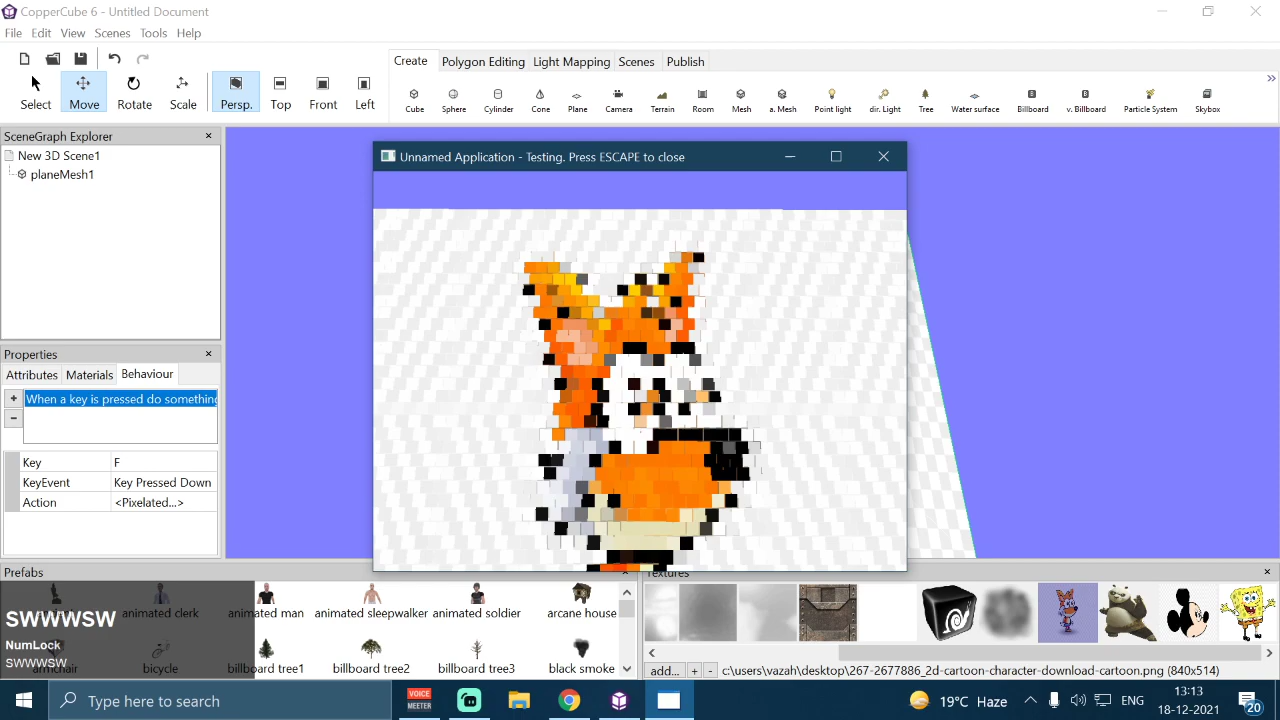 CopperCube 6 - Untitled Document
File Edit View Scenes Tools Help
Create Polygon Editing Light Mapping Scenes Publish
Select Move Rotate Scale Persp. Top Front Left
Cube Sphere Cylinder Cone Plane Camera Terrain Room Mesh a. Mesh Point light dir. Light Tree Water surface Billboard v. Billboard Particle System Skybox
SceneGraph Explorer
New 3D Scene1
planeMesh1
Unnamed Application - Testing. Press ESCAPE to close
Properties
Attributes Materials Behaviour
When a key is pressed do something
Key F
KeyEvent Key Pressed Down
Action <Pixelated...>
Prefabs
Textures
animated clerk animated man animated sleepwalker animated soldier arcane house
SWWWSW
NumLock
SWWWSW
armchair bicycle billboard tree1 billboard tree2 billboard tree3 black smoke
add... + - c:\users\vazah\desktop\267-2677886_2d-cartoon-character-download-cartoon.png (840x514)
Type here to search
VOICE
MEETER
19°C Haze
ENG
13:13
18-12-2021
20